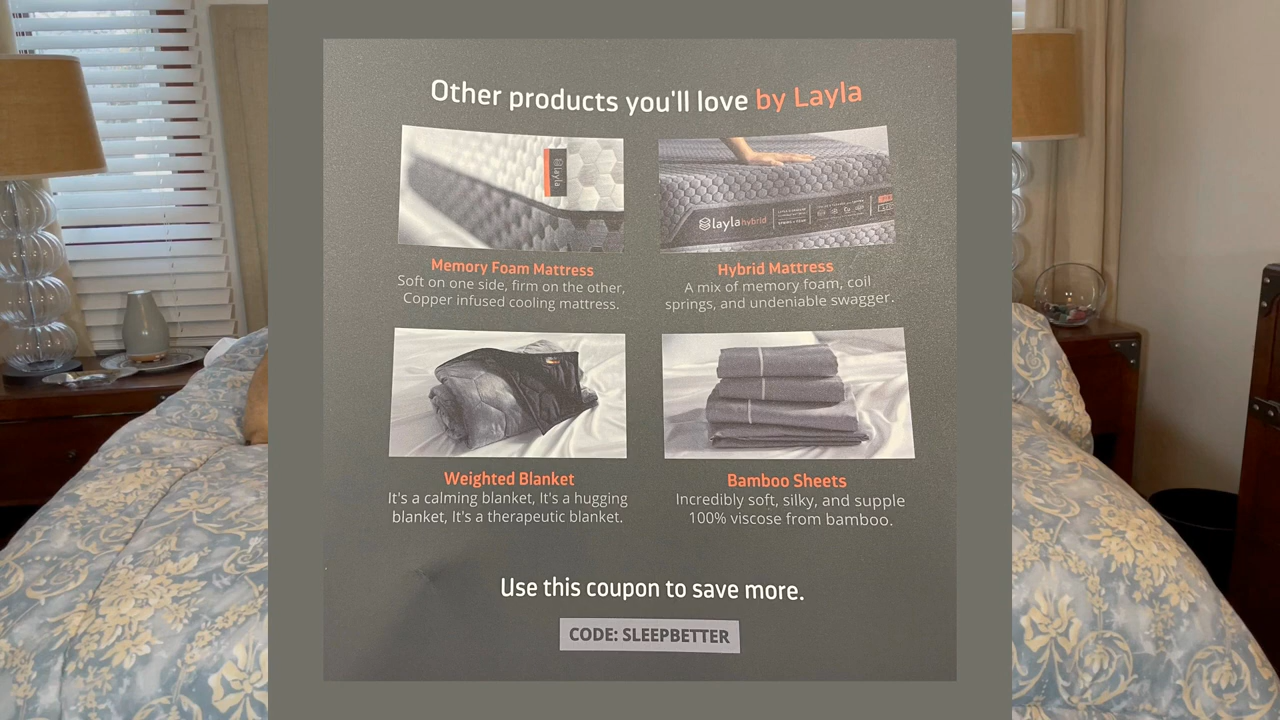 Other products you'll love by Layla
layla
layla hybrid
Memory Foam Mattress
Soft on one side, firm on the other,
Copper infused cooling mattress.
Hybrid Mattress
A mix of memory foam, coil
springs, and undeniable swagger.
Weighted Blanket
It's a calming blanket, It's a hugging
blanket, It's a therapeutic blanket.
Bamboo Sheets
Incredibly soft, silky, and supple
100% viscose from bamboo.
Use this coupon to save more.
CODE: SLEEPBETTER